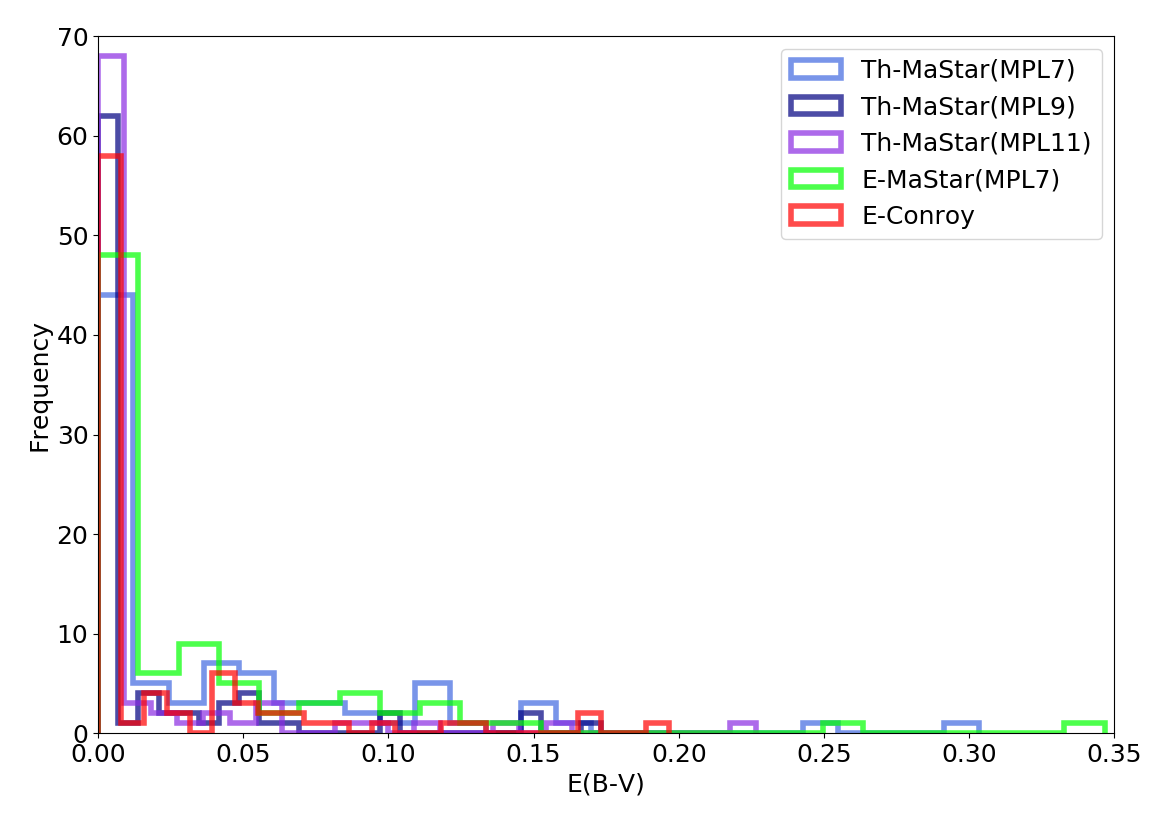 70
60
50
40
30
20
10
0
Frequency
0.00 0.05 0.10 0.15 0.20 0.25 0.30 0.35
E(B-V)
Th-MaStar(MPL7)
Th-MaStar(MPL9)
Th-MaStar(MPL11)
E-MaStar(MPL7)
E-Conroy